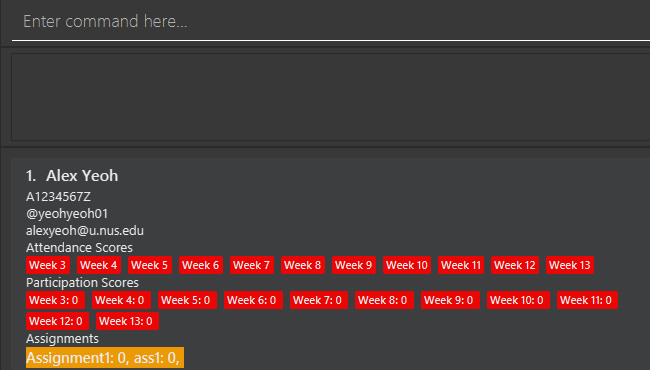 Enter command here...
1. Alex Yeoh
A1234567Z
@yeohyeoh01
alexyeoh@u.nus.edu
Attendance Scores
Week 3 Week 4 Week 5 Week 6 Week 7 Week 8 Week 9 Week 10 Week 11 Week 12 Week 13
Participation Scores
Week 3: 0 Week 4: 0 Week 5: 0 Week 6: 0 Week 7: 0 Week 8: 0 Week 9: 0 Week 10: 0 Week 11: 0
Week 12: 0 Week 13: 0
Assignments
Assignment1: 0, ass1: 0,